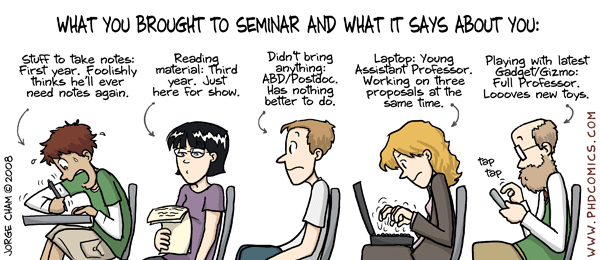 WHAT YOU BROUGHT TO SEMINAR AND WHAT IT SAYS ABOUT YOU:
Stuff to take notes:
First year. Foolishly
thinks he'll ever
need notes again.
Reading
material: Third
year. Just
here for show.
Didn't bring
anything:
ABD/Postdoc.
Has nothing
better to do.
Laptop: Young
Assistant Professor.
Working on three
proposals at the
same time.
Playing with latest
Gadget/Gizmo:
Full Professor.
Loooves new toys.
tap
tap
JORGE CHAM © 2008
WWW.PHDCOMICS.COM